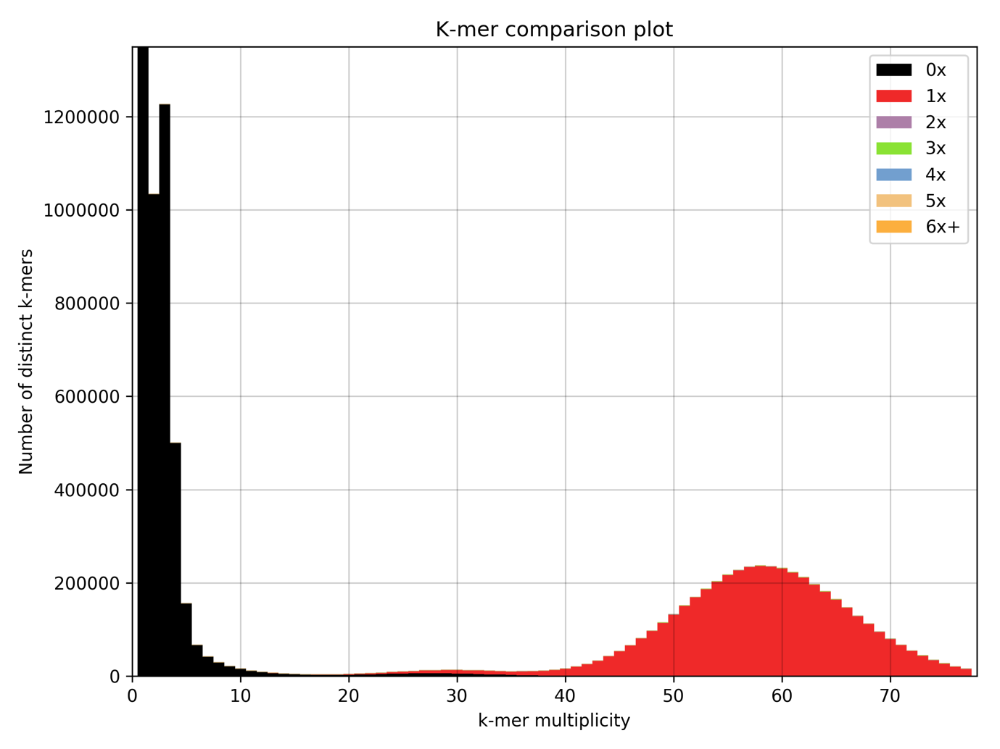 K-mer comparison plot
0x
1x
2x
3x
4x
5x
6x+
1200000
1000000
800000
600000
400000
200000
0
Number of distinct k-mers
0 10 20 30 40 50 60 70
k-mer multiplicity